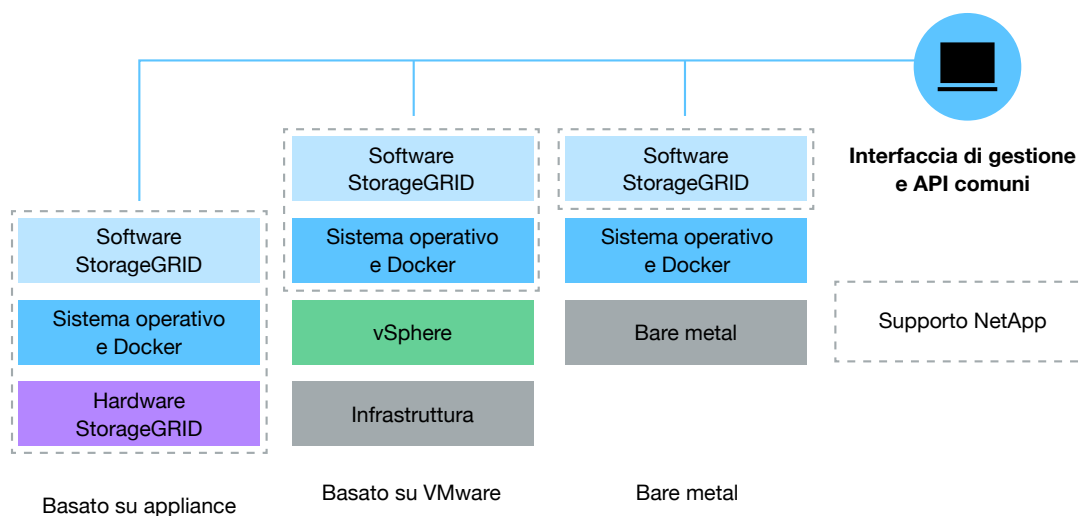 Interfaccia di gestione
e API comuni
Software
StorageGRID
Sistema operativo
e Docker
Hardware
StorageGRID
Basato su appliance
Software
StorageGRID
Sistema operativo
e Docker
vSphere
Infrastruttura
Basato su VMware
Software
StorageGRID
Sistema operativo
e Docker
Bare metal
Bare metal
Supporto NetApp